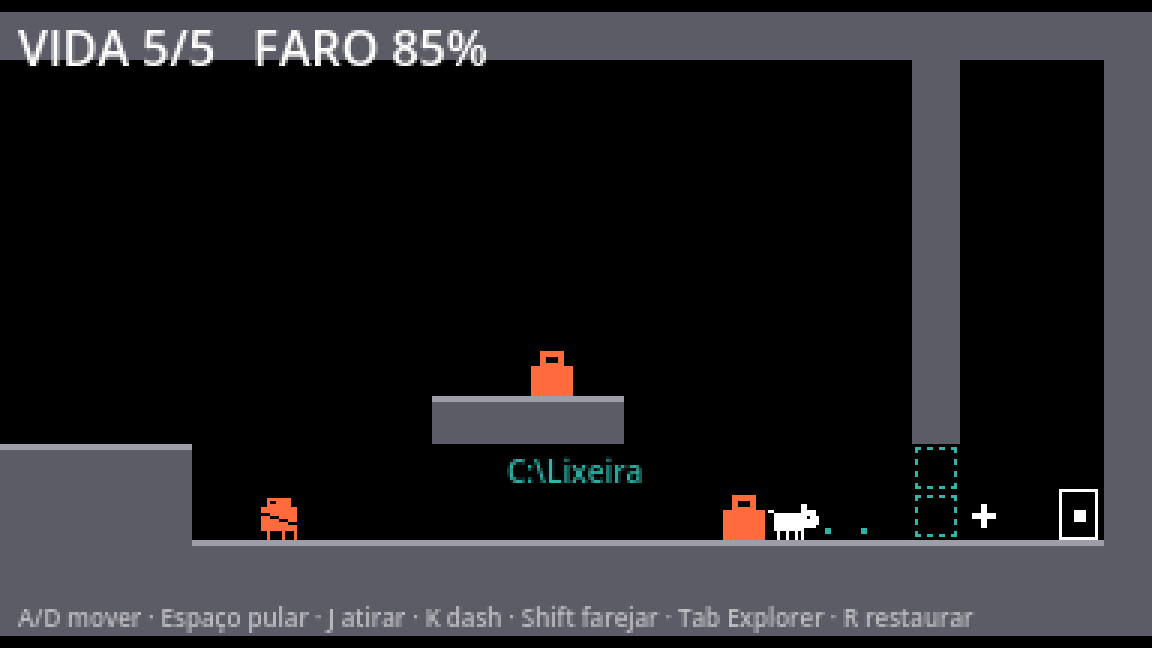 VIDA 5/5 FARO 85%
C:\Lixeira
A/D mover · Espaço pular · J atirar · K dash · Shift farejar · Tab Explorer · R restaurar